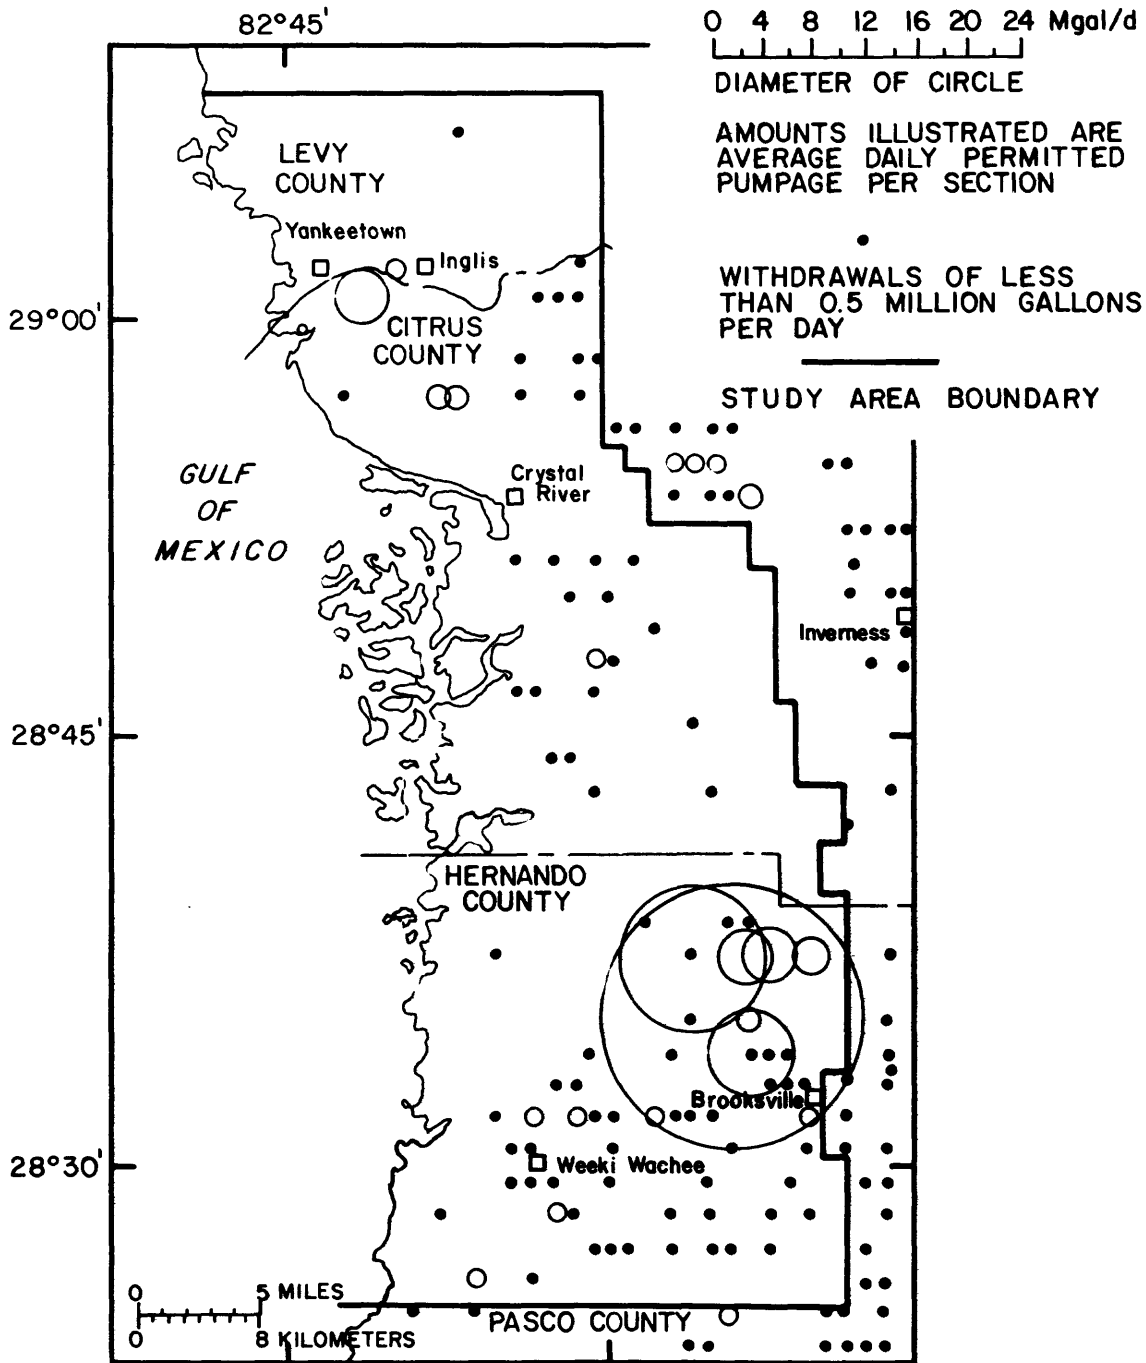 82°45'
0 4 8 12 16 20 24 Mgal/d
DIAMETER OF CIRCLE
AMOUNTS ILLUSTRATED ARE
AVERAGE DAILY PERMITTED
PUMPAGE PER SECTION
WITHDRAWALS OF LESS
THAN 0.5 MILLION GALLONS
PER DAY
STUDY AREA BOUNDARY
LEVY
COUNTY
Yankeetown
Inglis
29°00'
CITRUS
COUNTY
GULF
OF
MEXICO
Crystal
River
Inverness
28°45'
HERNANDO
COUNTY
Brooksville
28°30'
Weeki Wachee
0 5 MILES
0 8 KILOMETERS
PASCO COUNTY